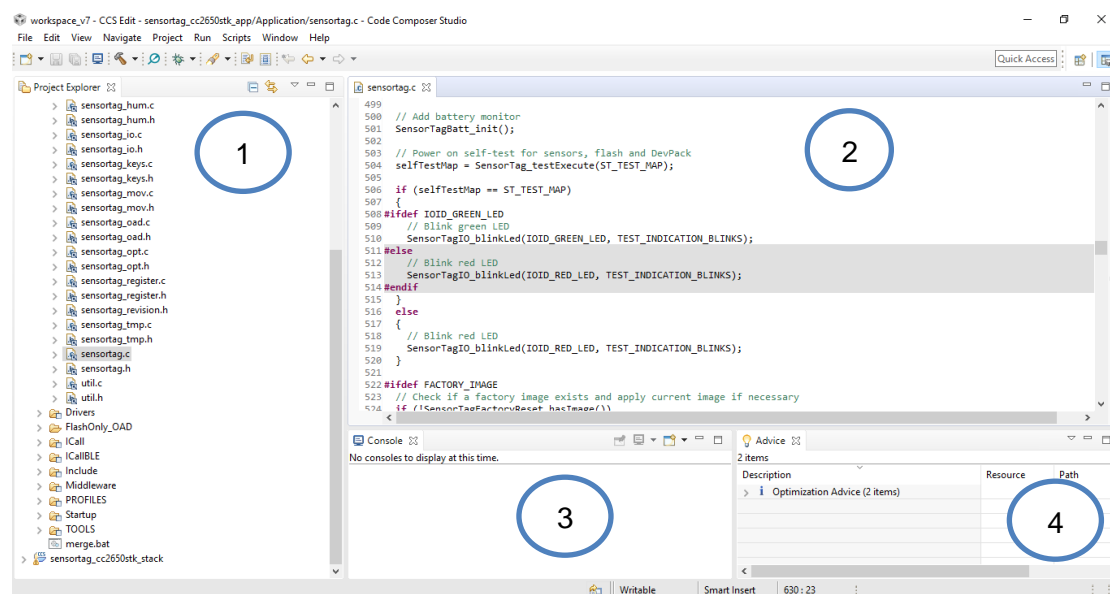 workspace_v7 - CCS Edit - sensortag_cc2650stk_app/Application/sensortag.c - Code Composer Studio
File Edit View Navigate Project Run Scripts Window Help
Quick Access
Project Explorer
sensortag_hum.c
sensortag_hum.h
sensortag_io.c
sensortag_io.h
sensortag_keys.c
sensortag_keys.h
sensortag_mov.c
sensortag_mov.h
sensortag_oad.c
sensortag_oad.h
sensortag_opt.c
sensortag_opt.h
sensortag_register.c
sensortag_register.h
sensortag_revision.h
sensortag_tmp.c
sensortag_tmp.h
sensortag.c
sensortag.h
util.c
util.h
Drivers
FlashOnly_OAD
ICall
ICallBLE
Include
Middleware
PROFILES
Startup
TOOLS
merge.bat
sensortag_cc2650stk_stack
1
sensortag.c
499
500 // Add battery monitor
501 SensorTagBatt_init();
502
503 // Power on self-test for sensors, flash and DevPack
504 selfTestMap = SensorTag_testExecute(ST_TEST_MAP);
505
506 if (selfTestMap == ST_TEST_MAP)
507 {
508 #ifdef IOID_GREEN_LED
509 // Blink green LED
510 SensorTagIO_blinkLed(IOID_GREEN_LED, TEST_INDICATION_BLINKS);
511 #else
512 // Blink red LED
513 SensorTagIO_blinkLed(IOID_RED_LED, TEST_INDICATION_BLINKS);
514 #endif
515 }
516 else
517 {
518 // Blink red LED
519 SensorTagIO_blinkLed(IOID_RED_LED, TEST_INDICATION_BLINKS);
520 }
521
522 #ifdef FACTORY_IMAGE
523 // Check if a factory image exists and apply current image if necessary
524 if (!SensorTagFactoryReset_hasImage())
2
Console
No consoles to display at this time.
3
Advice
2 items
Description Resource Path
i Optimization Advice (2 items)
4
Writable Smart Insert 630 : 23